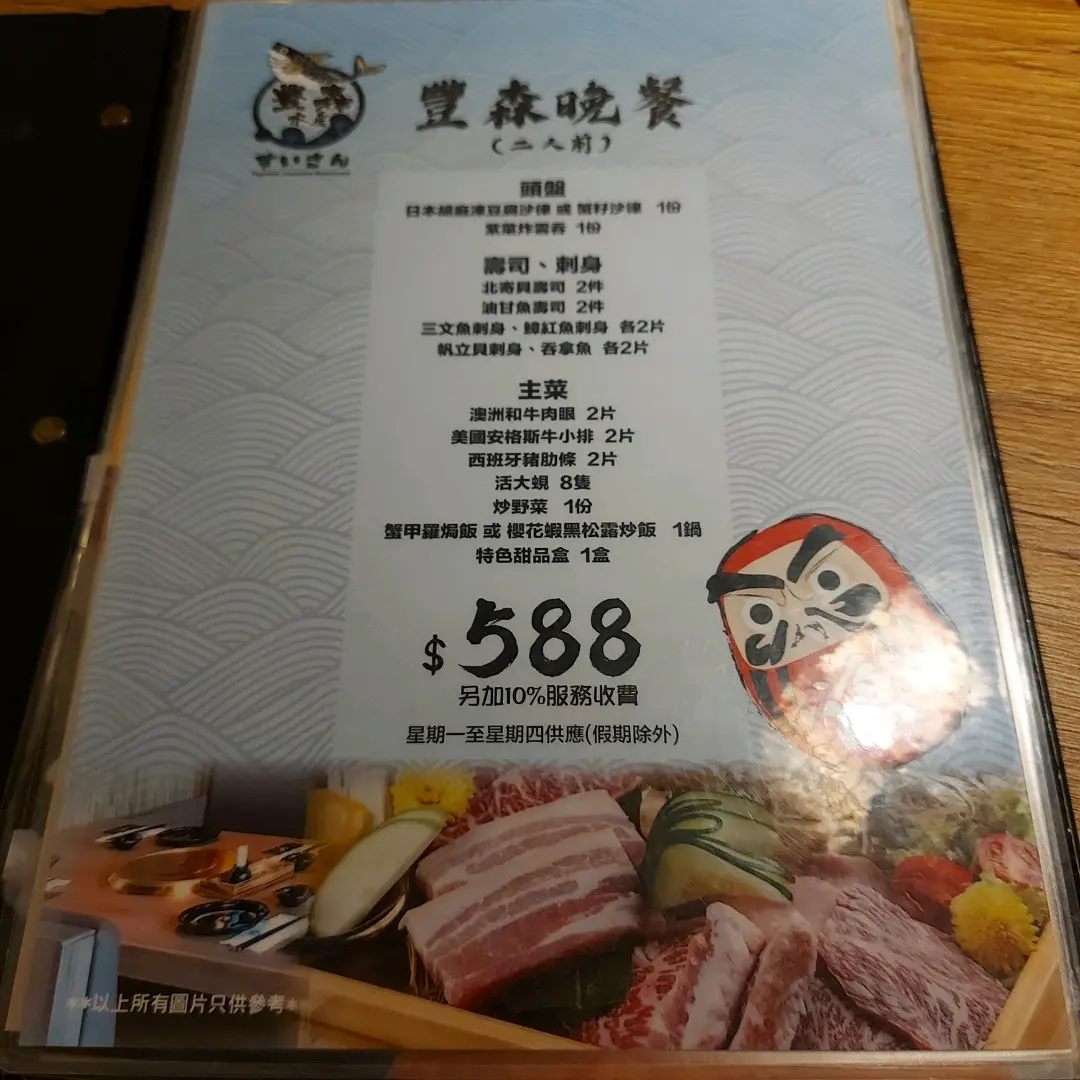 豐森
水産
すいさん
豐森晚餐
(二人前)
頭盤
日本胡麻凍豆腐沙律 或 蟹籽沙律 1份
紫菜炸雲吞 1份
壽司、刺身
北寄貝壽司 2件
油甘魚壽司 2件
三文魚刺身、鱆紅魚刺身 各2片
帆立貝刺身、吞拿魚 各2片
主菜
澳洲和牛肉眼 2片
美國安格斯牛小排 2片
西班牙豬肋條 2片
活大蜆 8隻
炒野菜 1份
蟹甲羅焗飯 或 櫻花蝦黑松露炒飯 1鍋
特色甜品盒 1盒
$588
另加10%服務收費
星期一至星期四供應(假期除外)
**以上所有圖片只供參考*